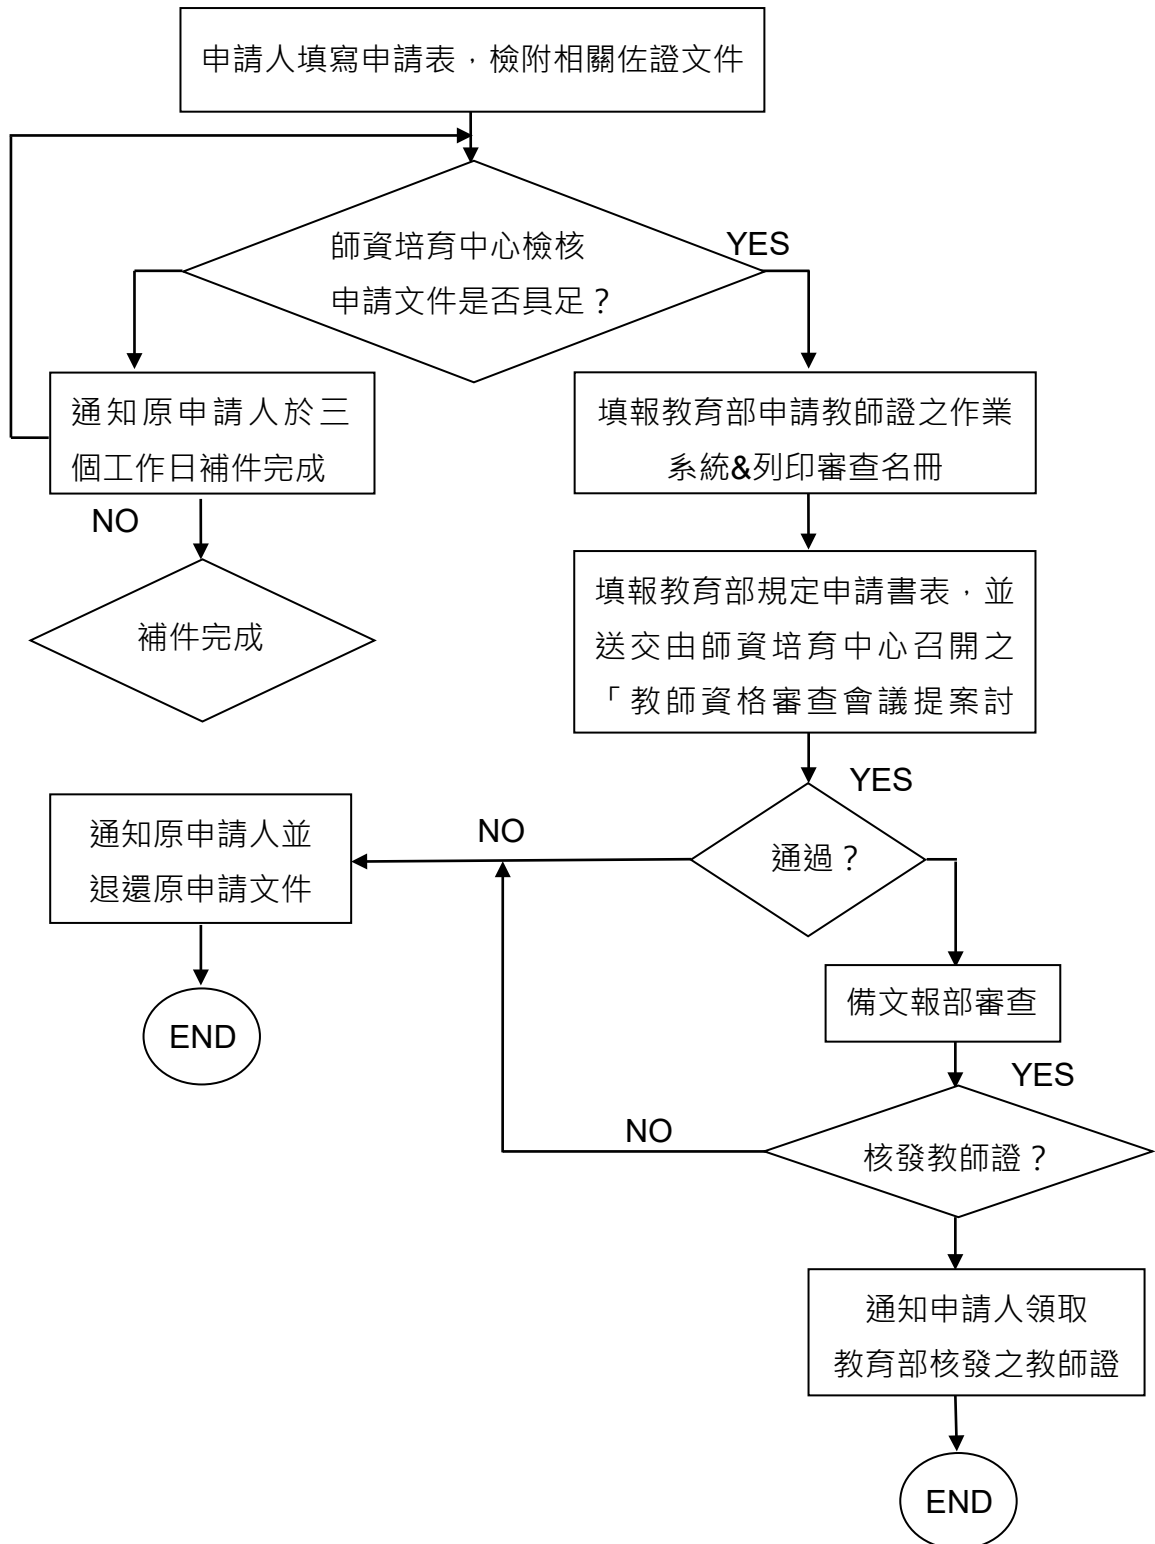 申請人填寫申請表，檢附相關佐證文件
師資培育中心檢核
申請文件是否具足？
YES
通知原申請人於三
個工作日補件完成
填報教育部申請教師證之作業
系統&列印審查名冊
NO
補件完成
填報教育部規定申請書表，並
送交由師資培育中心召開之
「教師資格審查會議提案討
YES
通過？
NO
通知原申請人並
退還原申請文件
END
備文報部審查
YES
核發教師證？
NO
通知申請人領取
教育部核發之教師證
END